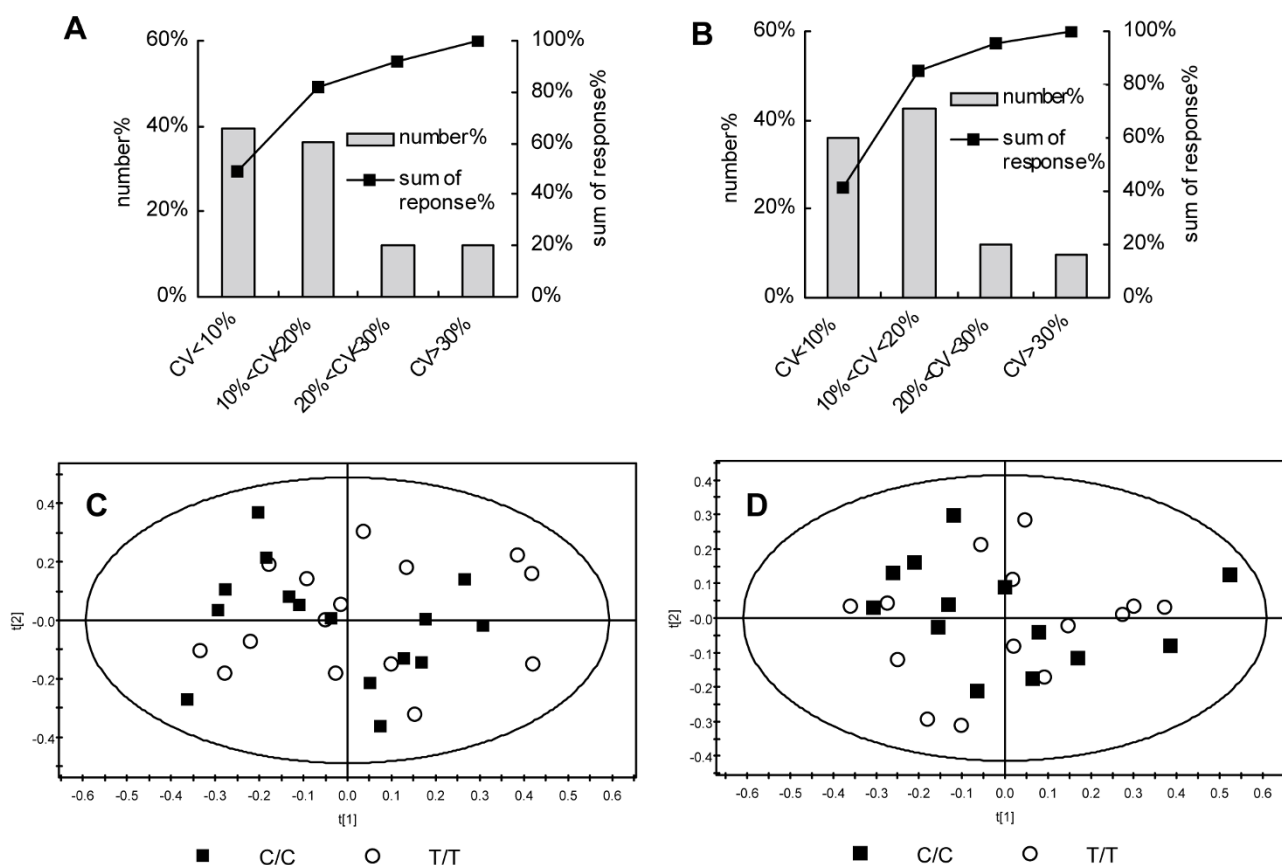 A
60%
40%
20%
0%
number%
100%
80%
60%
40%
20%
0%
sum of response%
number%
sum of
reponse%
CV<10%
10%<CV<20%
20%<CV<30%
CV>30%
B
60%
40%
20%
0%
number%
100%
80%
60%
40%
20%
0%
sum of response%
number%
sum of
response%
CV<10%
10%<CV<20%
20%<CV<30%
CV>30%
C
0.4
0.2
-0.0
-0.2
-0.4
t[2]
-0.6 -0.5 -0.4 -0.3 -0.2 -0.1 0.0 0.1 0.2 0.3 0.4 0.5 0.6
t[1]
C/C T/T
D
0.4
0.3
0.2
0.1
-0.0
-0.1
-0.2
-0.3
-0.4
t[2]
-0.6 -0.5 -0.4 -0.3 -0.2 -0.1 0.0 0.1 0.2 0.3 0.4 0.5 0.6
t[1]
C/C T/T